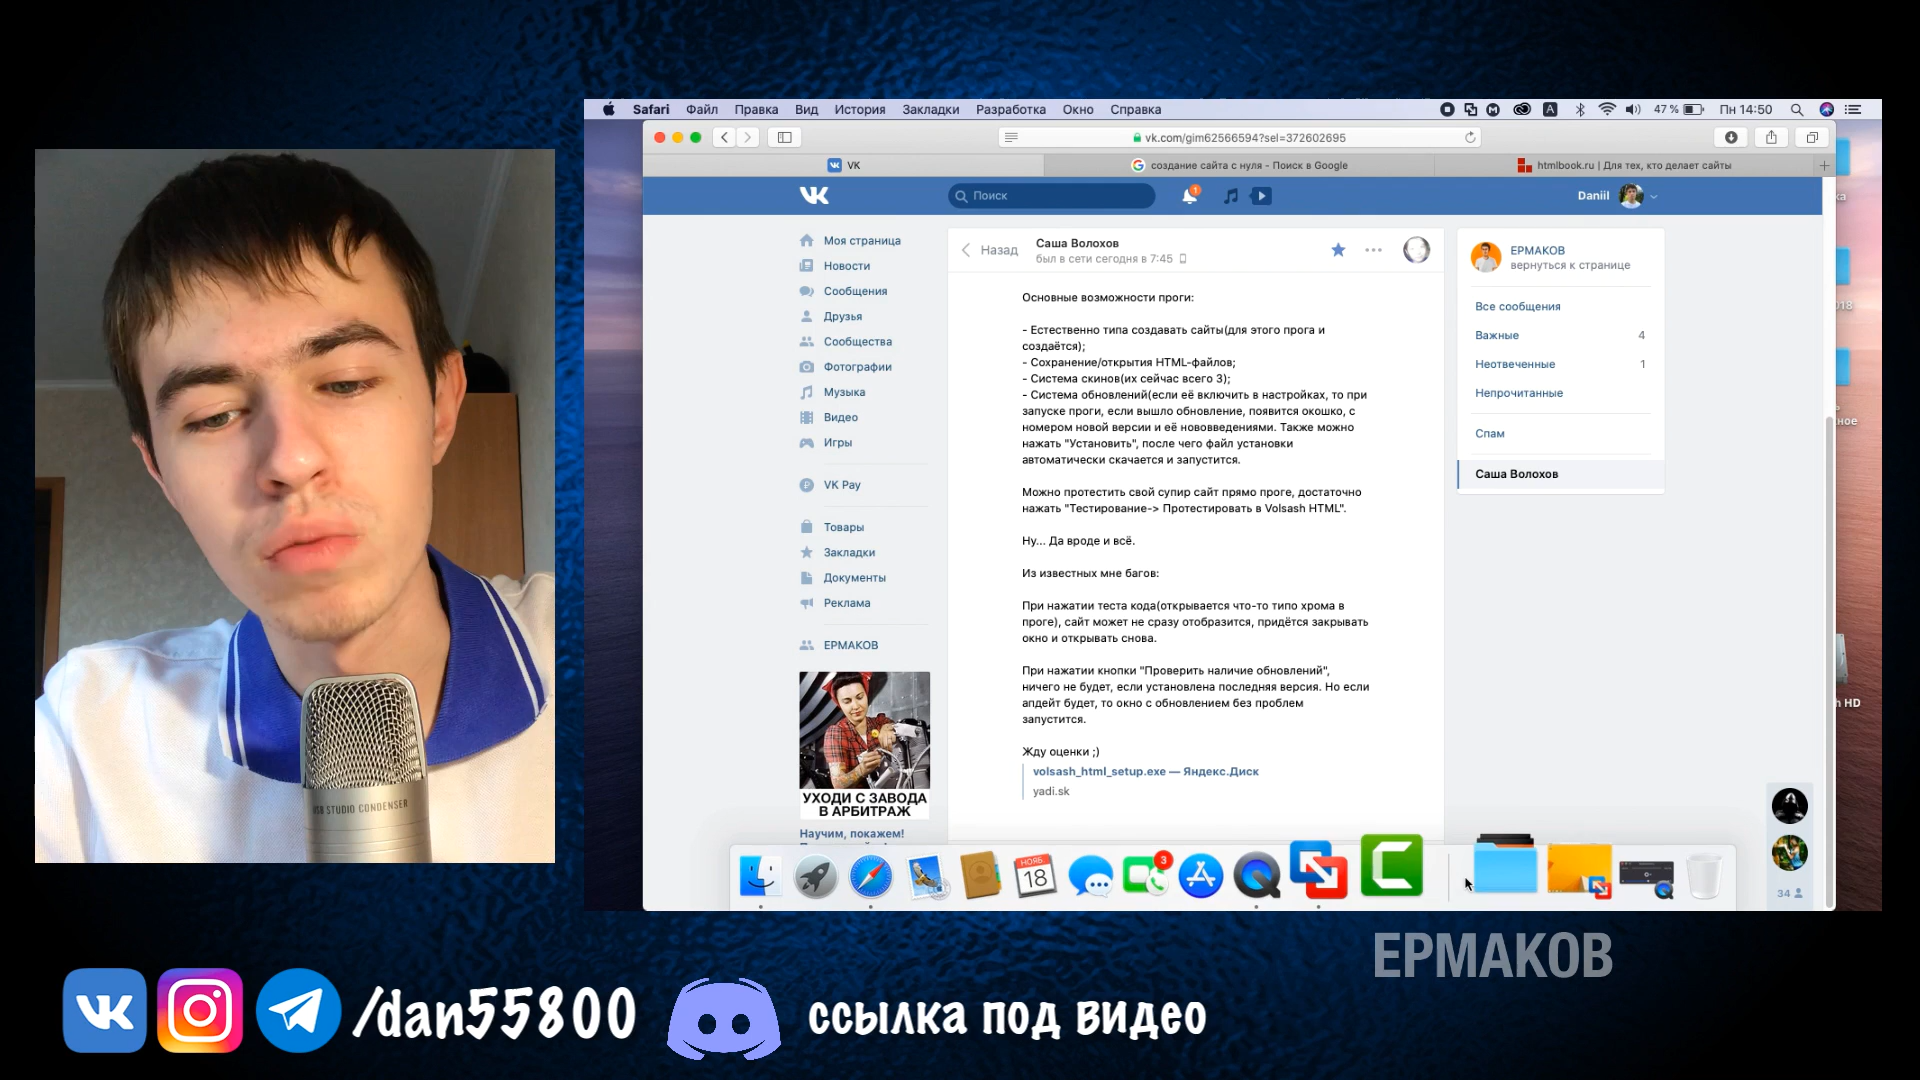 Safari Файл Правка Вид История Закладки Разработка Окно Справка
47 % Пн 14:50
vk.com/gim62566594?sel=372602695
VK
создание сайта с нуля - Поиск в Google
htmlbook.ru | Для тех, кто делает сайты
Поиск
1
Daniil
Моя страница
Новости
Сообщения
Друзья
Сообщества
Фотографии
Музыка
Видео
Игры
VK Pay
Товары
Закладки
Документы
Реклама
ЕРМАКОВ
УХОДИ С ЗАВОДА
В АРБИТРАЖ
Научим, покажем!
Назад
Саша Волохов
был в сети сегодня в 7:45
Основные возможности проги:
- Естественно типа создавать сайты(для этого прога и
создаётся);
- Сохранение/открытия HTML-файлов;
- Система скинов(их сейчас всего 3);
- Система обновлений(если её включить в настройках, то при
запуске проги, если вышло обновление, появится окошко, с
номером новой версии и её нововведениями. Также можно
нажать "Установить", после чего файл установки
автоматически скачается и запустится.
Можно протестить свой супир сайт прямо проге, достаточно
нажать "Тестирование-> Протестировать в Volsash HTML".
Ну... Да вроде и всё.
Из известных мне багов:
При нажатии теста кода(открывается что-то типо хрома в
проге), сайт может не сразу отобразится, придётся закрывать
окно и открывать снова.
При нажатии кнопки "Проверить наличие обновлений",
ничего не будет, если установлена последняя версия. Но если
апдейт будет, то окно с обновлением без проблем
запустится.
Жду оценки ;)
volsash_html_setup.exe — Яндекс.Диск
yadi.sk
ЕРМАКОВ
вернуться к странице
Все сообщения
Важные 4
Неотвеченные 1
Непрочитанные
Спам
Саша Волохов
34
НОЯБ.
18
3
STUDIO CONDENSER
ЕРМАКОВ
/dan55800
ссылка под видео